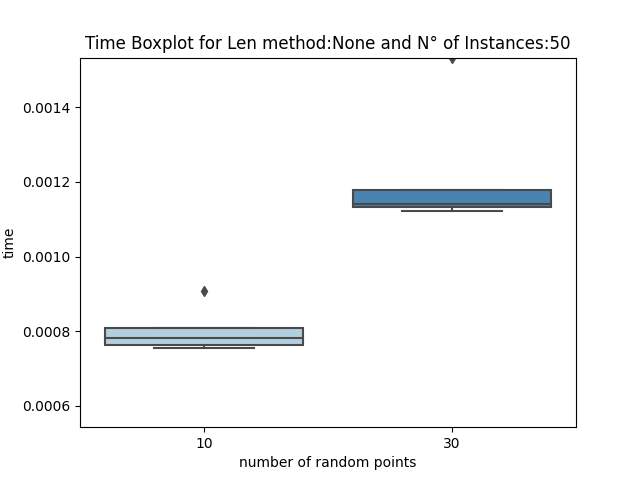 Time Boxplot for Len method:None and N° of Instances:50
0.0014
0.0012
0.0010
0.0008
0.0006
time
10 30
number of random points